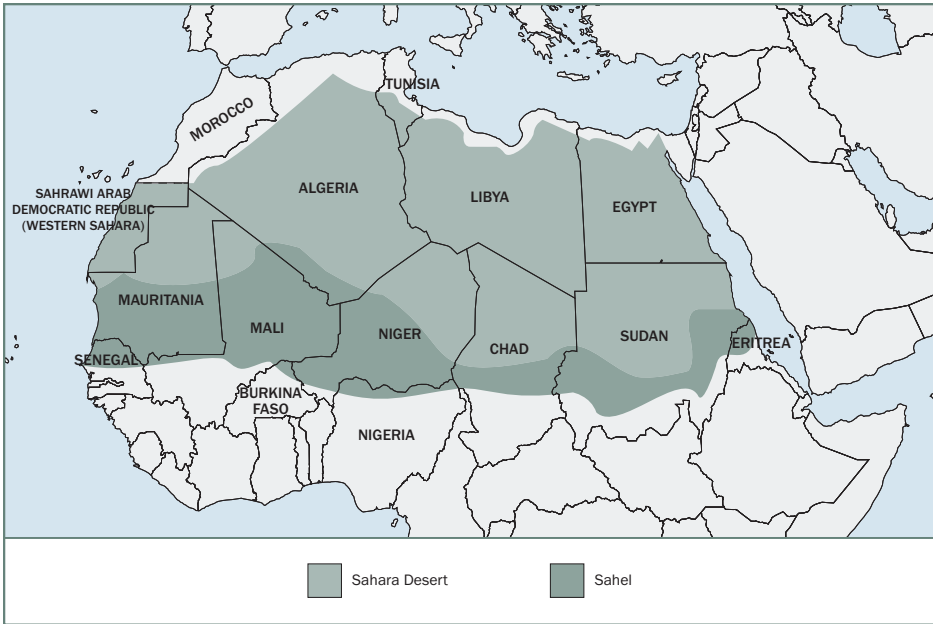 TUNISIA
MOROCCO
ALGERIA
LIBYA
EGYPT
SAHRAWI ARAB
DEMOCRATIC REPUBLIC
(WESTERN SAHARA)
MAURITANIA
MALI
NIGER
CHAD
SUDAN
ERITREA
SENEGAL
BURKINA
FASO
NIGERIA
Sahara Desert
Sahel